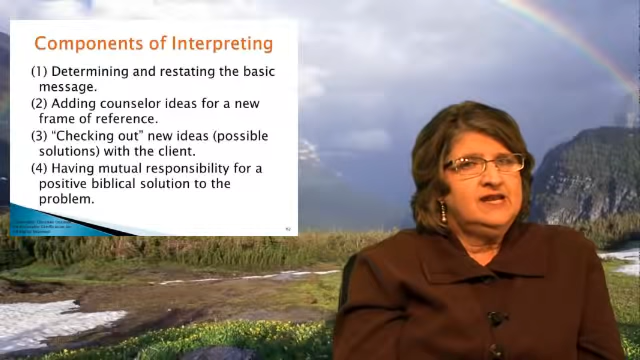 Components of Interpreting
(1) Determining and restating the basic
message.
(2) Adding counselor ideas for a new
frame of reference.
(3) “Checking out” new ideas (possible
solutions) with the client.
(4) Having mutual responsibility for a
positive biblical solution to the
problem.